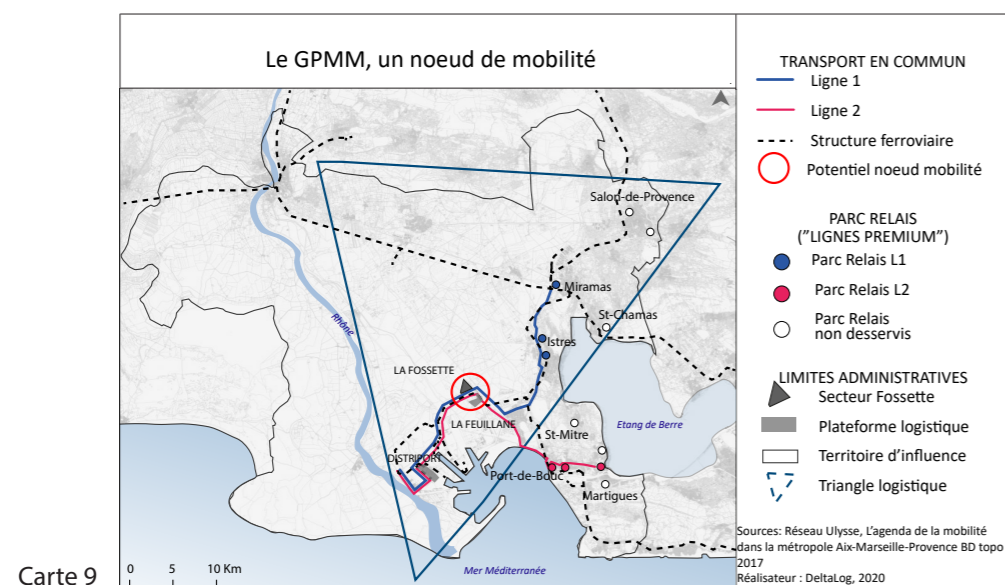 Le GPMM, un noeud de mobilité
Salon-de-Provence
Miramas
St-Chamas
Istres
Rhône
LA FOSSETTE
LA FEUILLANE
St-Mitre
Etang de Berre
DISTRIPORT
Port-de-Bouc
Martigues
Mer Méditerranée
0 5 10 Km
TRANSPORT EN COMMUN
Ligne 1
Ligne 2
Structure ferroviaire
Potentiel noeud mobilité
PARC RELAIS
("LIGNES PREMIUM")
Parc Relais L1
Parc Relais L2
Parc Relais
non desservis
LIMITES ADMINISTRATIVES
Secteur Fossette
Plateforme logistique
Territoire d'influence
Triangle logistique
Sources: Réseau Ulysse, L'agenda de la mobilité
dans la métropole Aix-Marseille-Provence BD topo
2017
Réalisateur : DeltaLog, 2020
Carte 9